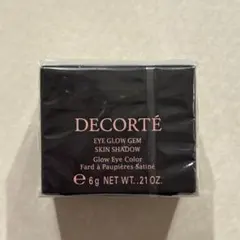 DECORTÉ
EYE GLOW GEM
SKIN SHADOW
Glow Eye Color
Fard à Paupières Satiné
℮ 6g NET WT. .21 OZ.